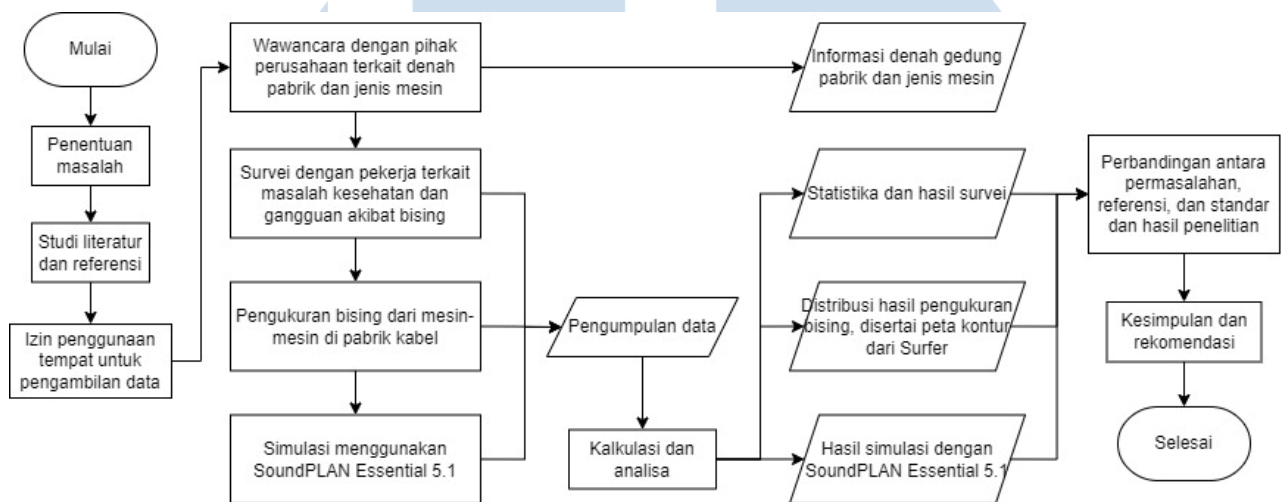 Mulai
Penentuan
masalah
Studi literatur
dan referensi
Izin penggunaan
tempat untuk
pengambilan data
Wawancara dengan pihak
perusahaan terkait denah
pabrik dan jenis mesin
Survei dengan pekerja terkait
masalah kesehatan dan
gangguan akibat bising
Pengukuran bising dari mesin-
mesin di pabrik kabel
Simulasi menggunakan
SoundPLAN Essential 5.1
Pengumpulan data
Kalkulasi dan
analisa
Informasi denah gedung
pabrik dan jenis mesin
Statistika dan hasil survei
Distribusi hasil pengukuran
bising, disertai peta kontur
dari Surfer
Hasil simulasi dengan
SoundPLAN Essential 5.1
Perbandingan antara
permasalahan,
referensi, dan standar
dan hasil penelitian
Kesimpulan dan
rekomendasi
Selesai